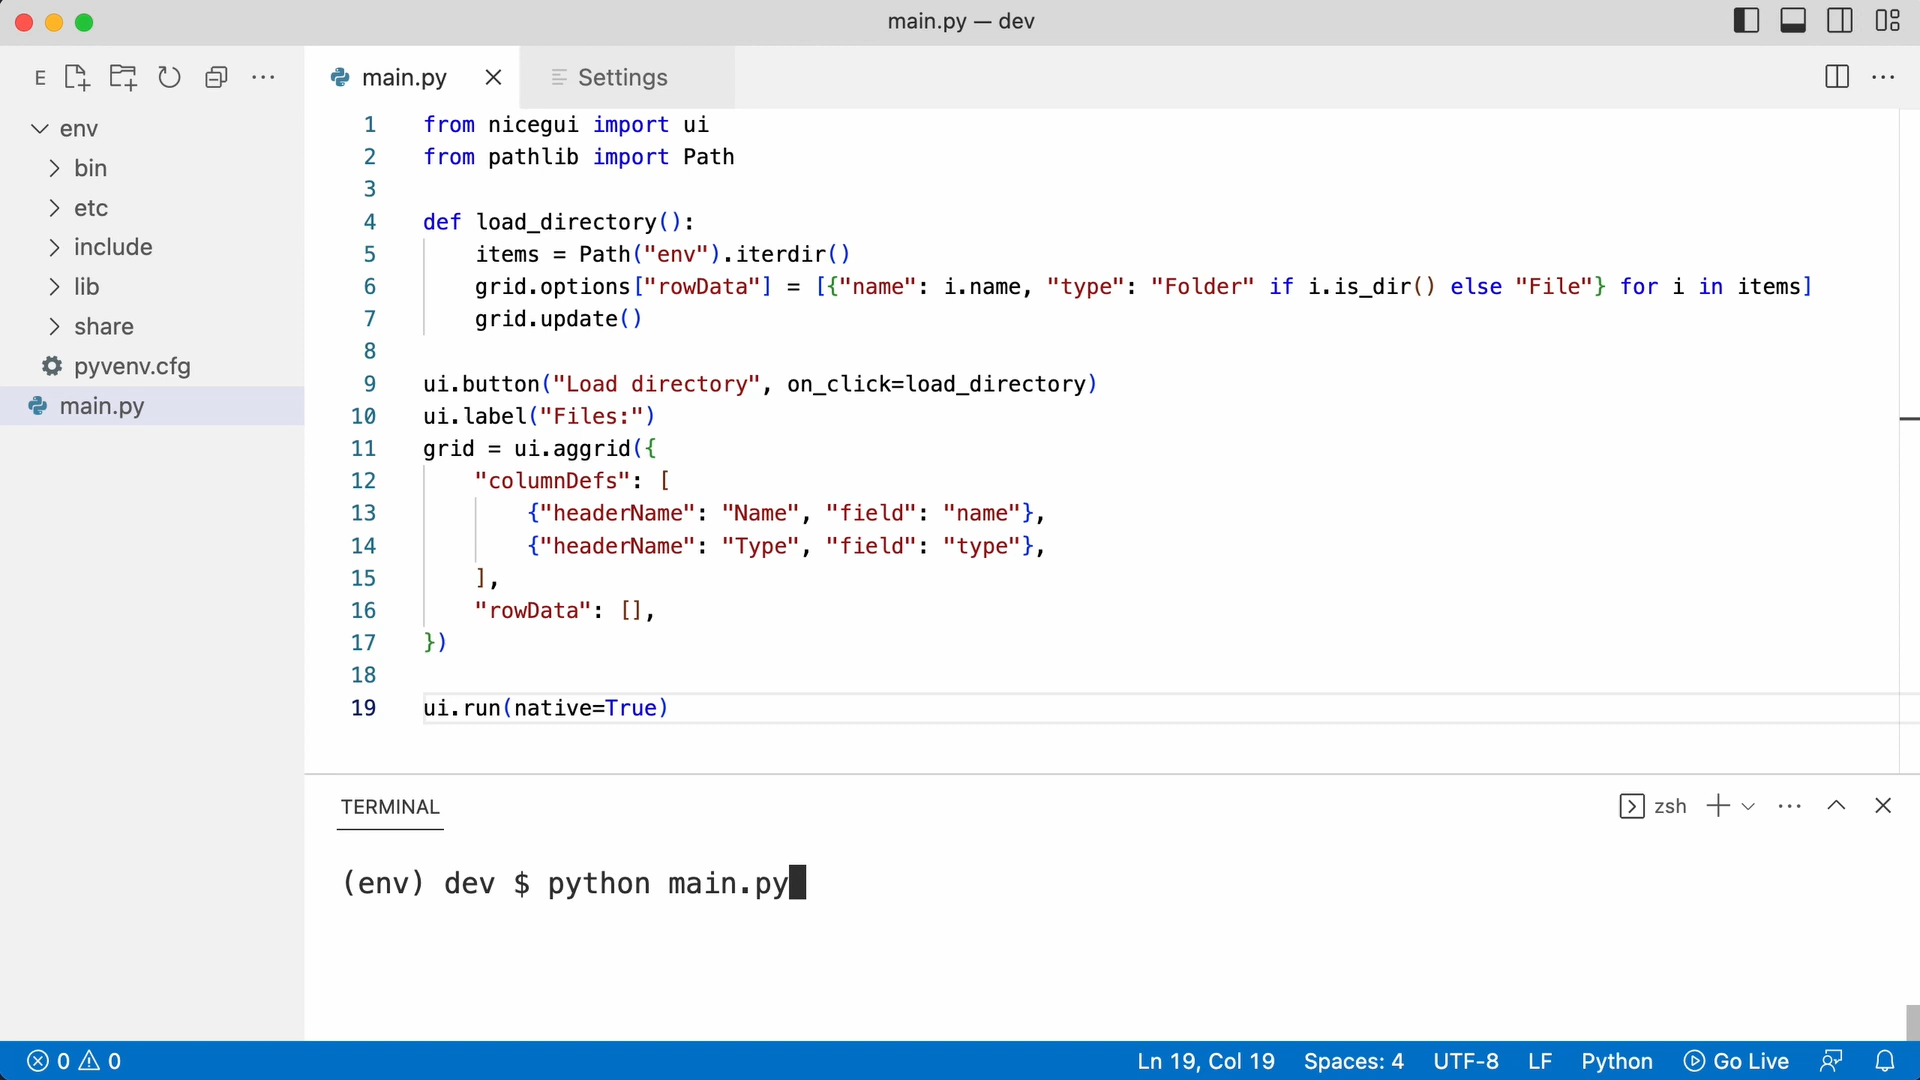 main.py — dev
E
main.py
Settings
env
bin
etc
include
lib
share
pyvenv.cfg
main.py
1 from nicegui import ui
2 from pathlib import Path
3
4 def load_directory():
5     items = Path("env").iterdir()
6     grid.options["rowData"] = [{"name": i.name, "type": "Folder" if i.is_dir() else "File"} for i in items]
7     grid.update()
8
9 ui.button("Load directory", on_click=load_directory)
10 ui.label("Files:")
11 grid = ui.aggrid({
12     "columnDefs": [
13         {"headerName": "Name", "field": "name"},
14         {"headerName": "Type", "field": "type"},
15     ],
16     "rowData": [],
17 })
18
19 ui.run(native=True)
TERMINAL
zsh
(env) dev $ python main.py
0 0
Ln 19, Col 19 Spaces: 4 UTF-8 LF Python Go Live